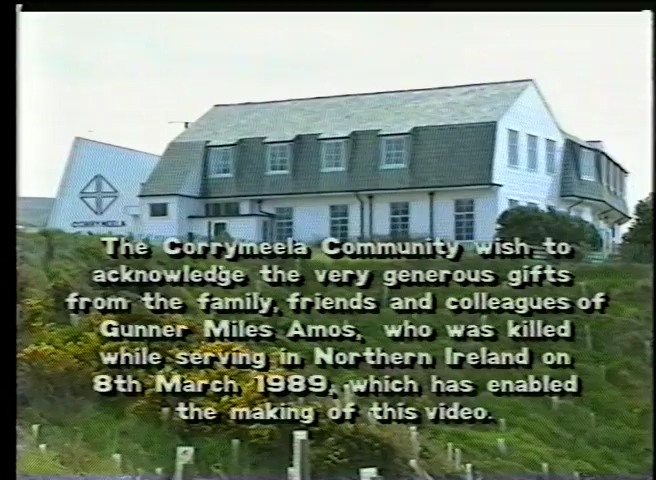 CORRYMEELA
The Corrymeela Community wish to
acknowledge the very generous gifts
from the family, friends and colleagues of
Gunner Miles Amos, who was killed
while serving in Northern Ireland on
8th March 1989, which has enabled
the making of this video.